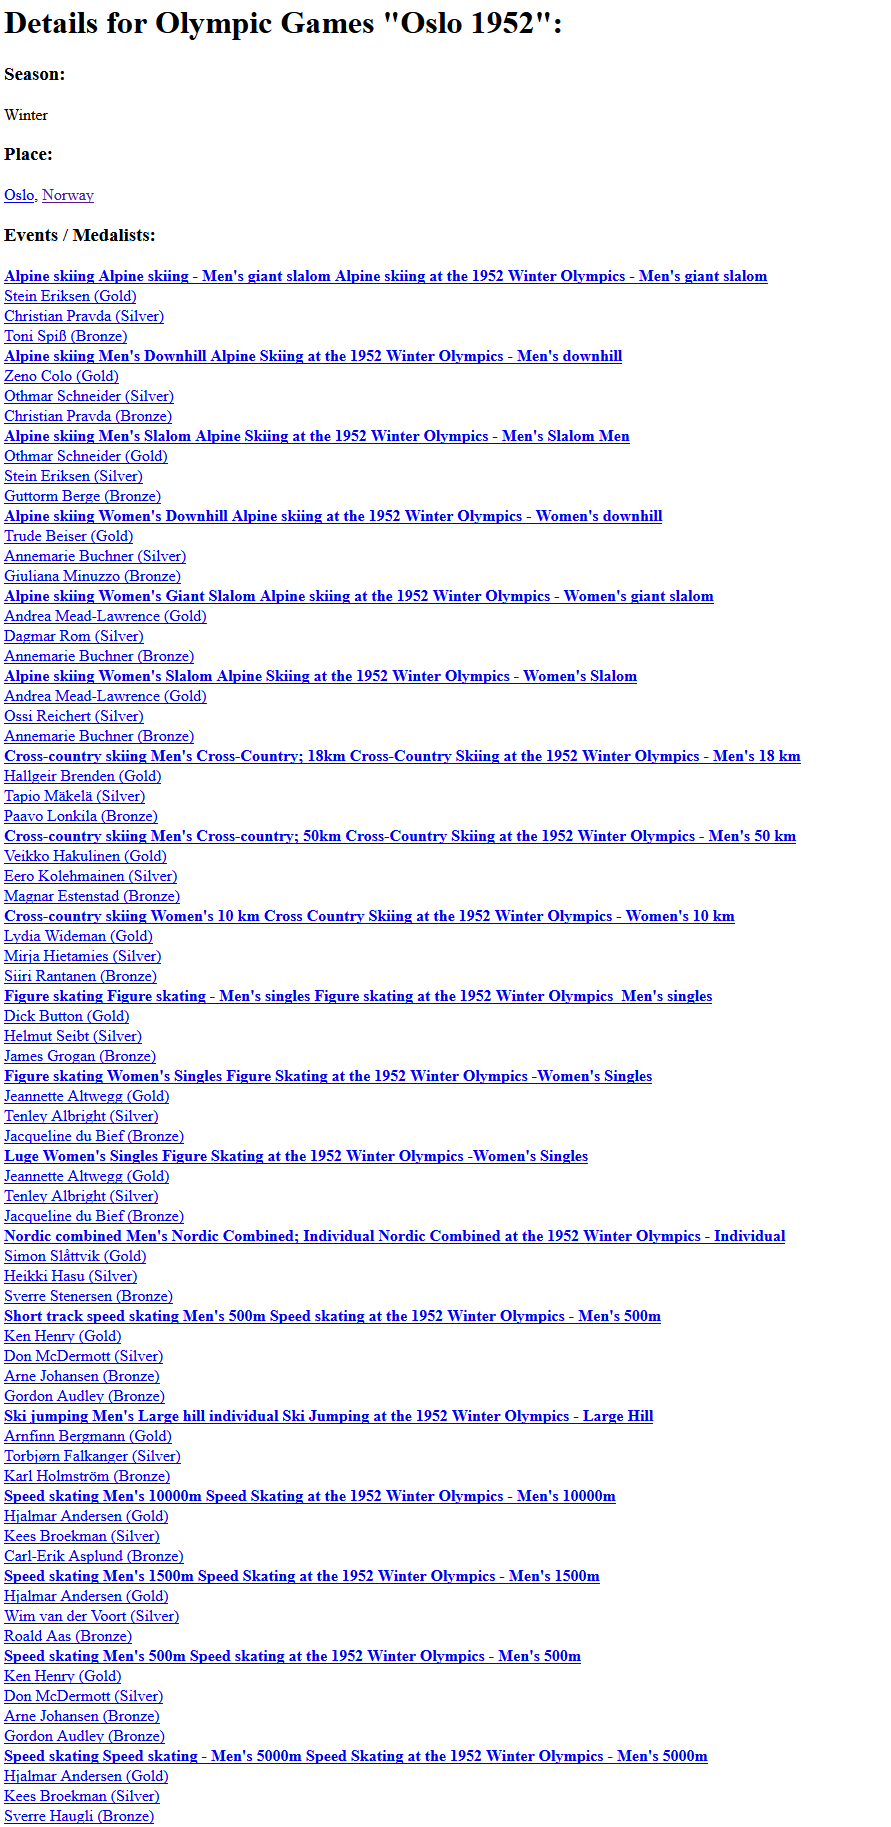 Details for Olympic Games "Oslo 1952":
Season:
Winter
Place:
Oslo, Norway
Events / Medalists:
Alpine skiing Alpine skiing - Men's giant slalom Alpine skiing at the 1952 Winter Olympics - Men's giant slalom
Stein Eriksen (Gold)
Christian Pravda (Silver)
Toni Spiß (Bronze)
Alpine skiing Men's Downhill Alpine Skiing at the 1952 Winter Olympics - Men's downhill
Zeno Colo (Gold)
Othmar Schneider (Silver)
Christian Pravda (Bronze)
Alpine skiing Men's Slalom Alpine Skiing at the 1952 Winter Olympics - Men's Slalom Men
Othmar Schneider (Gold)
Stein Eriksen (Silver)
Guttorm Berge (Bronze)
Alpine skiing Women's Downhill Alpine skiing at the 1952 Winter Olympics - Women's downhill
Trude Beiser (Gold)
Annemarie Buchner (Silver)
Giuliana Minuzzo (Bronze)
Alpine skiing Women's Giant Slalom Alpine skiing at the 1952 Winter Olympics - Women's giant slalom
Andrea Mead-Lawrence (Gold)
Dagmar Rom (Silver)
Annemarie Buchner (Bronze)
Alpine skiing Women's Slalom Alpine Skiing at the 1952 Winter Olympics - Women's Slalom
Andrea Mead-Lawrence (Gold)
Ossi Reichert (Silver)
Annemarie Buchner (Bronze)
Cross-country skiing Men's Cross-Country; 18km Cross-Country Skiing at the 1952 Winter Olympics - Men's 18 km
Hallgeir Brenden (Gold)
Tapio Mäkelä (Silver)
Paavo Lonkila (Bronze)
Cross-country skiing Men's Cross-country; 50km Cross-Country Skiing at the 1952 Winter Olympics - Men's 50 km
Veikko Hakulinen (Gold)
Eero Kolehmainen (Silver)
Magnar Estenstad (Bronze)
Cross-country skiing Women's 10 km Cross Country Skiing at the 1952 Winter Olympics - Women's 10 km
Lydia Wideman (Gold)
Mirja Hietamies (Silver)
Siiri Rantanen (Bronze)
Figure skating Figure skating - Men's singles Figure skating at the 1952 Winter Olympics  Men's singles
Dick Button (Gold)
Helmut Seibt (Silver)
James Grogan (Bronze)
Figure skating Women's Singles Figure Skating at the 1952 Winter Olympics -Women's Singles
Jeannette Altwegg (Gold)
Tenley Albright (Silver)
Jacqueline du Bief (Bronze)
Luge Women's Singles Figure Skating at the 1952 Winter Olympics -Women's Singles
Jeannette Altwegg (Gold)
Tenley Albright (Silver)
Jacqueline du Bief (Bronze)
Nordic combined Men's Nordic Combined; Individual Nordic Combined at the 1952 Winter Olympics - Individual
Simon Slåttvik (Gold)
Heikki Hasu (Silver)
Sverre Stenersen (Bronze)
Short track speed skating Men's 500m Speed skating at the 1952 Winter Olympics - Men's 500m
Ken Henry (Gold)
Don McDermott (Silver)
Arne Johansen (Bronze)
Gordon Audley (Bronze)
Ski jumping Men's Large hill individual Ski Jumping at the 1952 Winter Olympics - Large Hill
Arnfinn Bergmann (Gold)
Torbjørn Falkanger (Silver)
Karl Holmström (Bronze)
Speed skating Men's 10000m Speed Skating at the 1952 Winter Olympics - Men's 10000m
Hjalmar Andersen (Gold)
Kees Broekman (Silver)
Carl-Erik Asplund (Bronze)
Speed skating Men's 1500m Speed Skating at the 1952 Winter Olympics - Men's 1500m
Hjalmar Andersen (Gold)
Wim van der Voort (Silver)
Roald Aas (Bronze)
Speed skating Men's 500m Speed skating at the 1952 Winter Olympics - Men's 500m
Ken Henry (Gold)
Don McDermott (Silver)
Arne Johansen (Bronze)
Gordon Audley (Bronze)
Speed skating Speed skating - Men's 5000m Speed Skating at the 1952 Winter Olympics - Men's 5000m
Hjalmar Andersen (Gold)
Kees Broekman (Silver)
Sverre Haugli (Bronze)